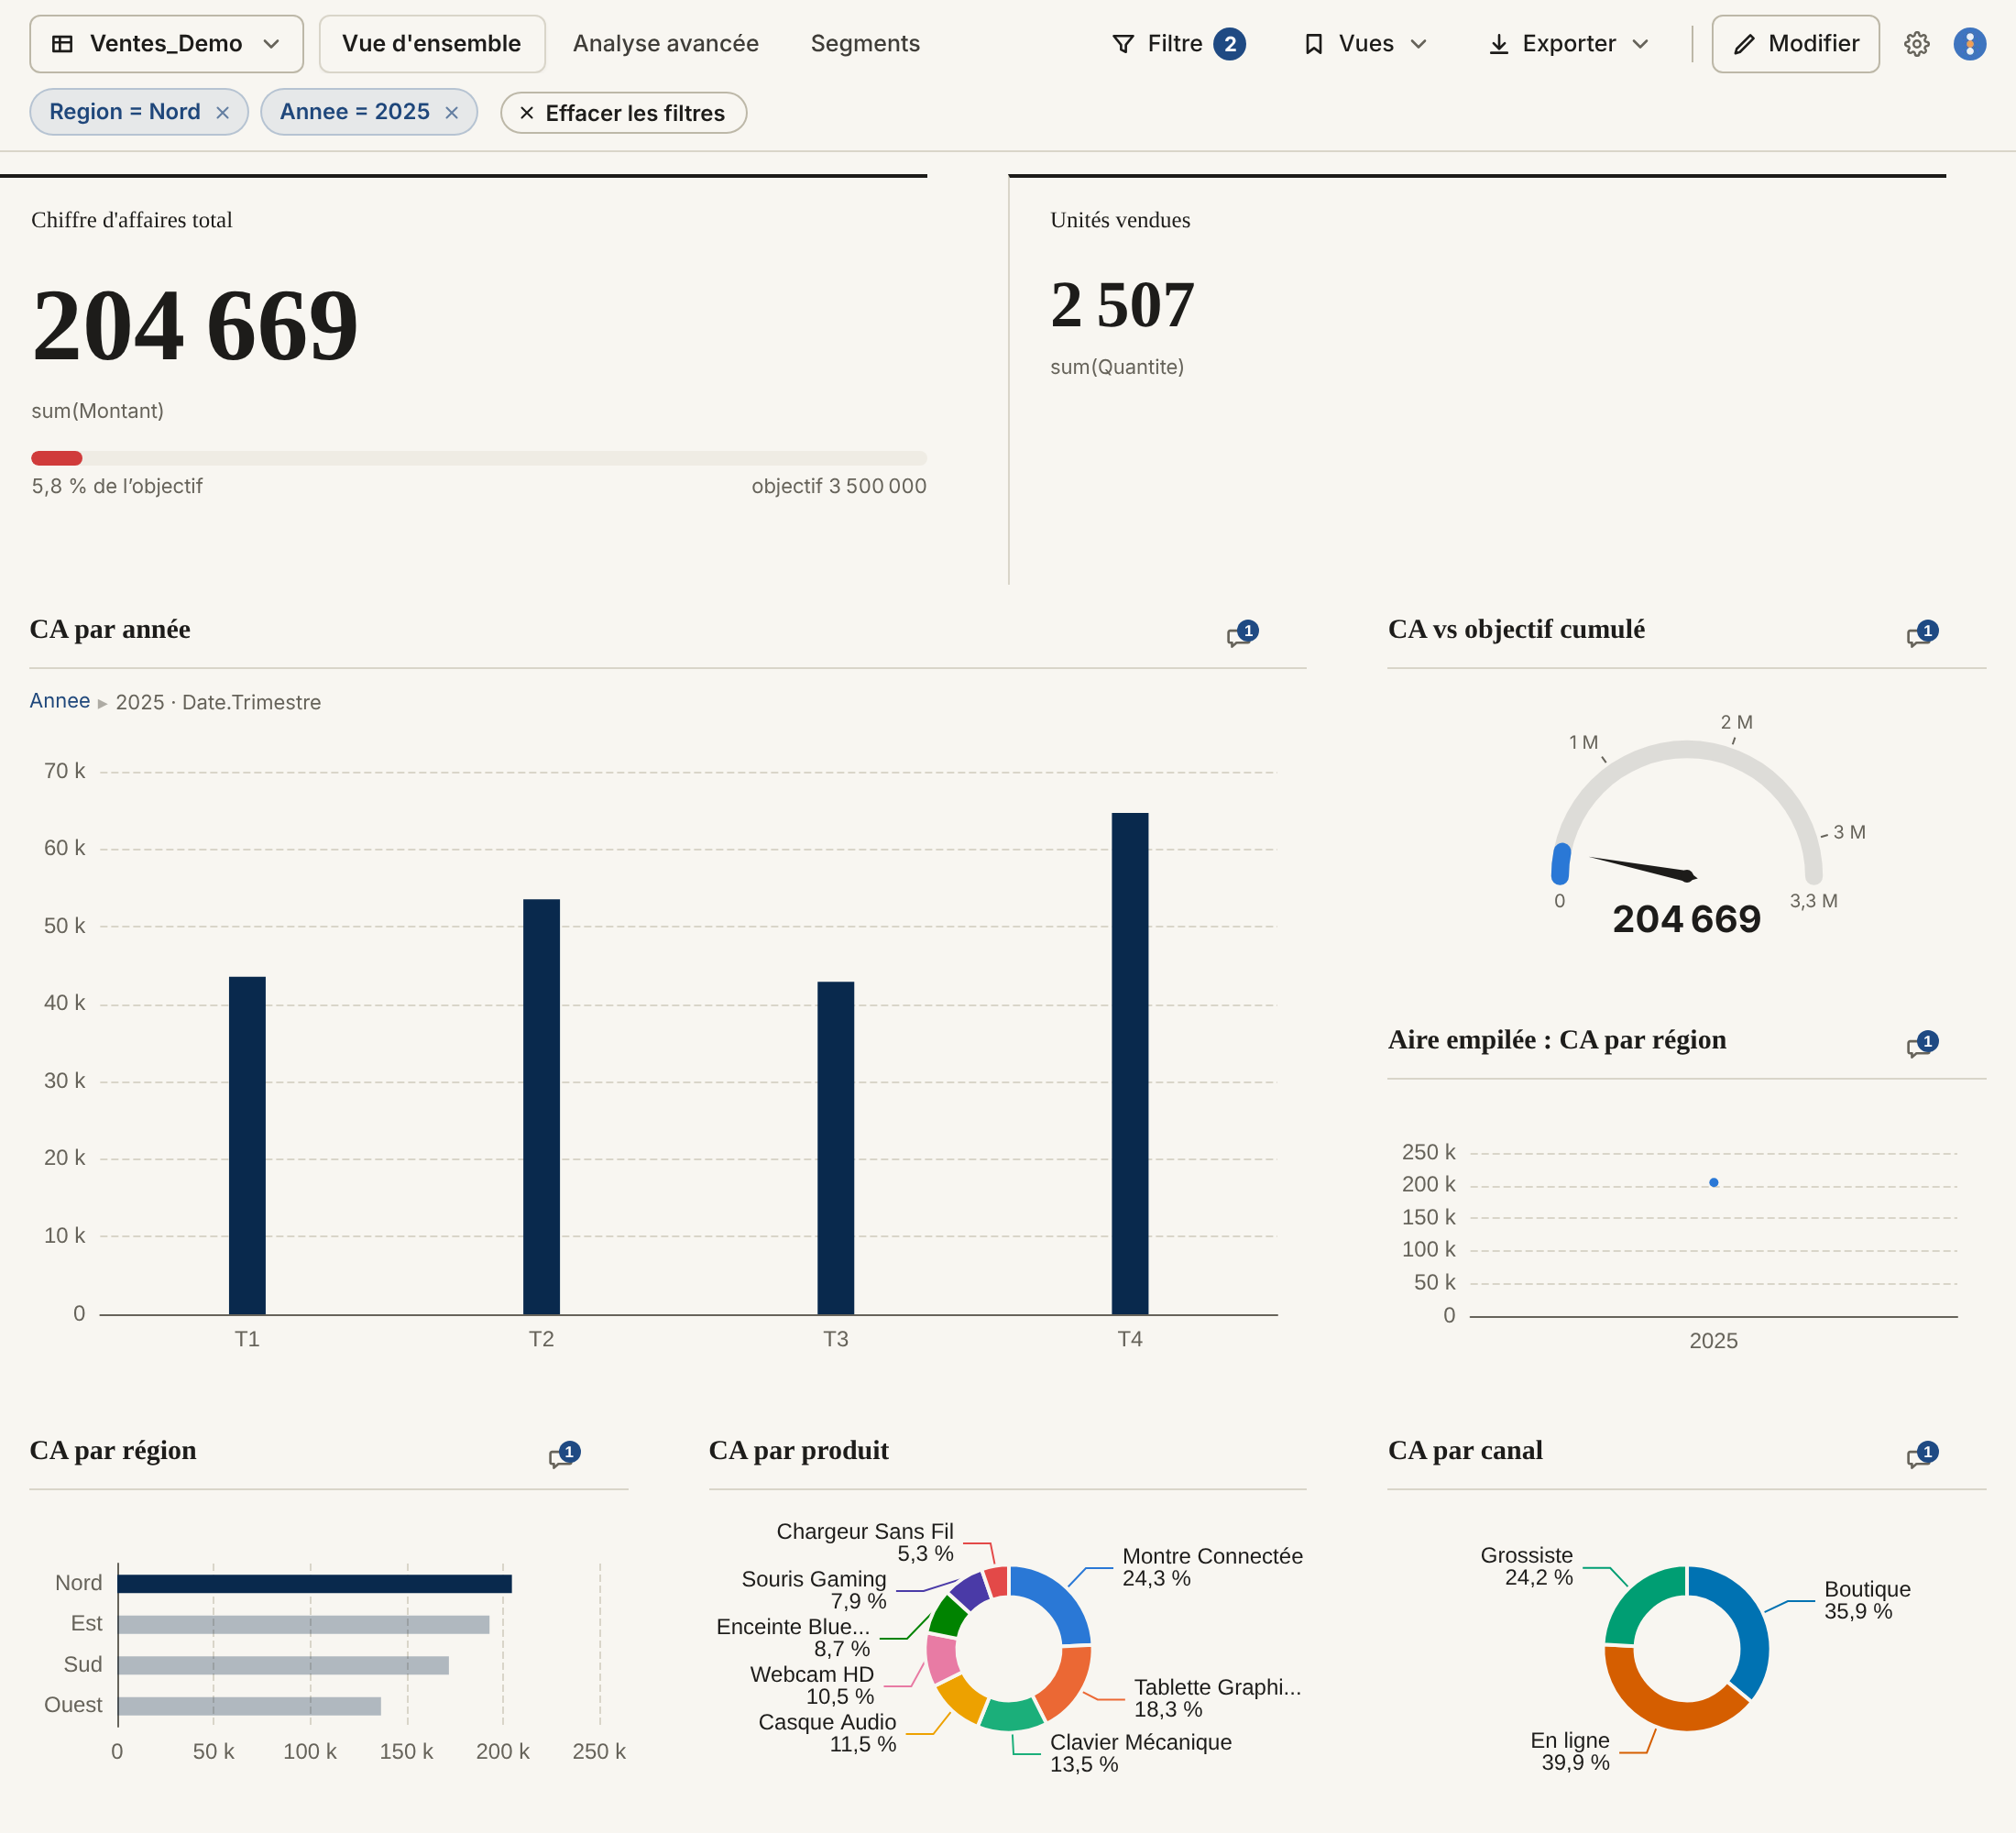 Ventes_Demo
Vue d'ensemble
Analyse avancée
Segments
Filtre 2
Vues
Exporter
Modifier
Region = Nord ×
Annee = 2025 ×
× Effacer les filtres
Chiffre d'affaires total
204 669
sum(Montant)
5,8 % de l’objectif
objectif 3 500 000
Unités vendues
2 507
sum(Quantite)
CA par année
1
Annee ▸ 2025 · Date.Trimestre
70 k
60 k
50 k
40 k
30 k
20 k
10 k
0
T1
T2
T3
T4
CA vs objectif cumulé
1
0
1 M
2 M
3 M
3,3 M
204 669
Aire empilée : CA par région
1
250 k
200 k
150 k
100 k
50 k
0
2025
CA par région
1
Nord
Est
Sud
Ouest
0
50 k
100 k
150 k
200 k
250 k
CA par produit
Chargeur Sans Fil
5,3 %
Souris Gaming
7,9 %
Enceinte Blue...
8,7 %
Webcam HD
10,5 %
Casque Audio
11,5 %
Montre Connectée
24,3 %
Tablette Graphi...
18,3 %
Clavier Mécanique
13,5 %
CA par canal
1
Grossiste
24,2 %
Boutique
35,9 %
En ligne
39,9 %